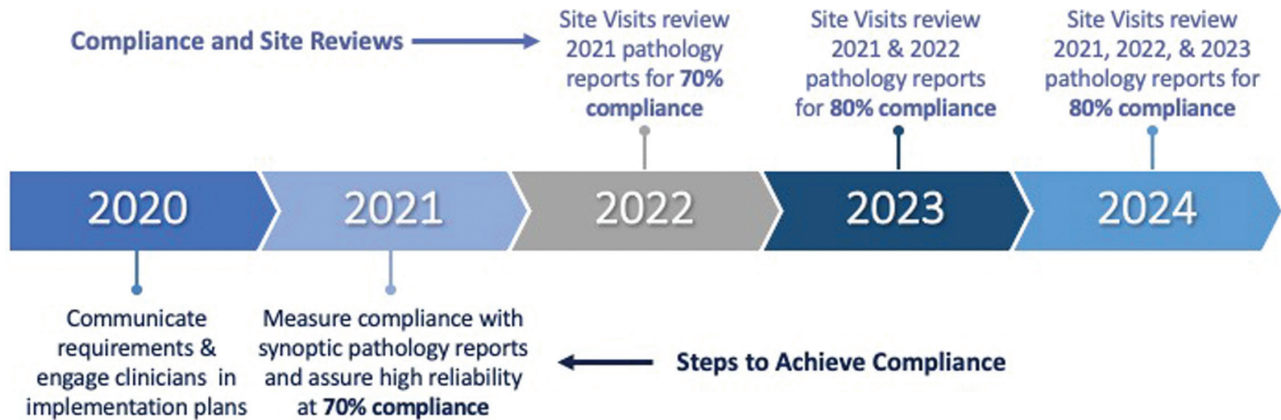 Compliance and Site Reviews
Site Visits review
2021 pathology
reports for 70%
compliance
Site Visits review
2021 & 2022
pathology reports
for 80% compliance
Site Visits review
2021, 2022, & 2023
pathology reports for
80% compliance
2020
2021
2022
2023
2024
Communicate
requirements &
engage clinicians in
implementation plans
Measure compliance with
synoptic pathology reports
and assure high reliability
at 70% compliance
Steps to Achieve Compliance